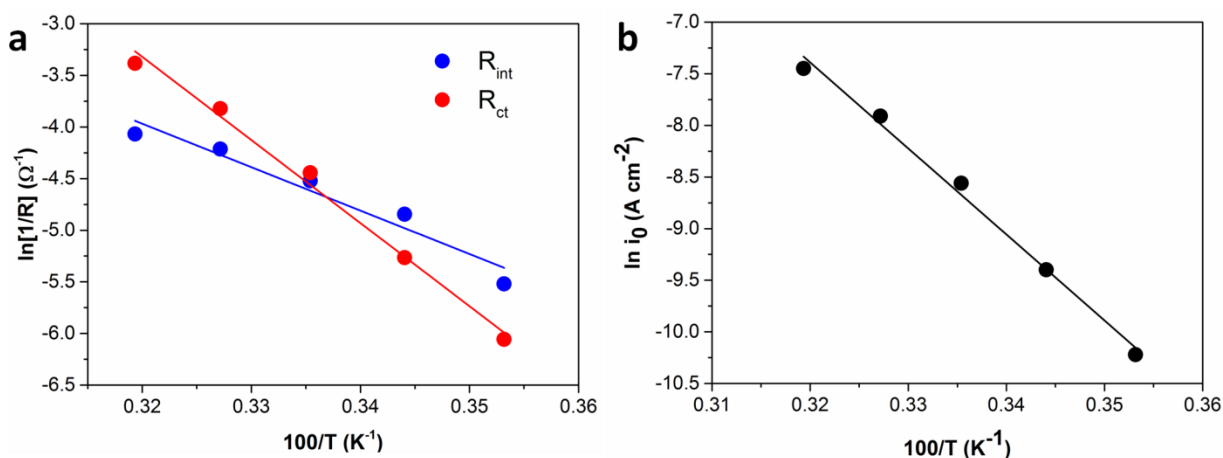 a
ln[1/R] (Ω⁻¹)
-3.0
-3.5
-4.0
-4.5
-5.0
-5.5
-6.0
-6.5
R_int
R_ct
0.32 0.33 0.34 0.35 0.36
100/T (K⁻¹)
b
ln i₀ (A cm⁻²)
-7.0
-7.5
-8.0
-8.5
-9.0
-9.5
-10.0
-10.5
0.31 0.32 0.33 0.34 0.35 0.36
100/T (K⁻¹)